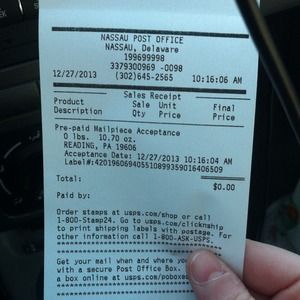 NASSAU POST OFFICE
NASSAU, Delaware
199699998
3379300969 -0098
12/27/2013 (302)645-2565 10:16:06 AM
Sales Receipt
Product Sale Unit Final
Description Qty Price Price
Pre-paid Mailpiece Acceptance
0 lbs. 10.70 oz.
READING, PA 19606
Acceptance Date: 12/27/2013 10:16:04 AM
Label#:420196069405510899359016406509
Total: $0.00
Paid by:
Order stamps at usps.com/shop or call
1-800-Stamp24. Go to usps.com/clicknship
to print shipping labels with postage. For
other information call 1-800-ASK-USPS.
Get your mail when and where you
with a secure Post Office Box.
a box online at usps.com/poboxes